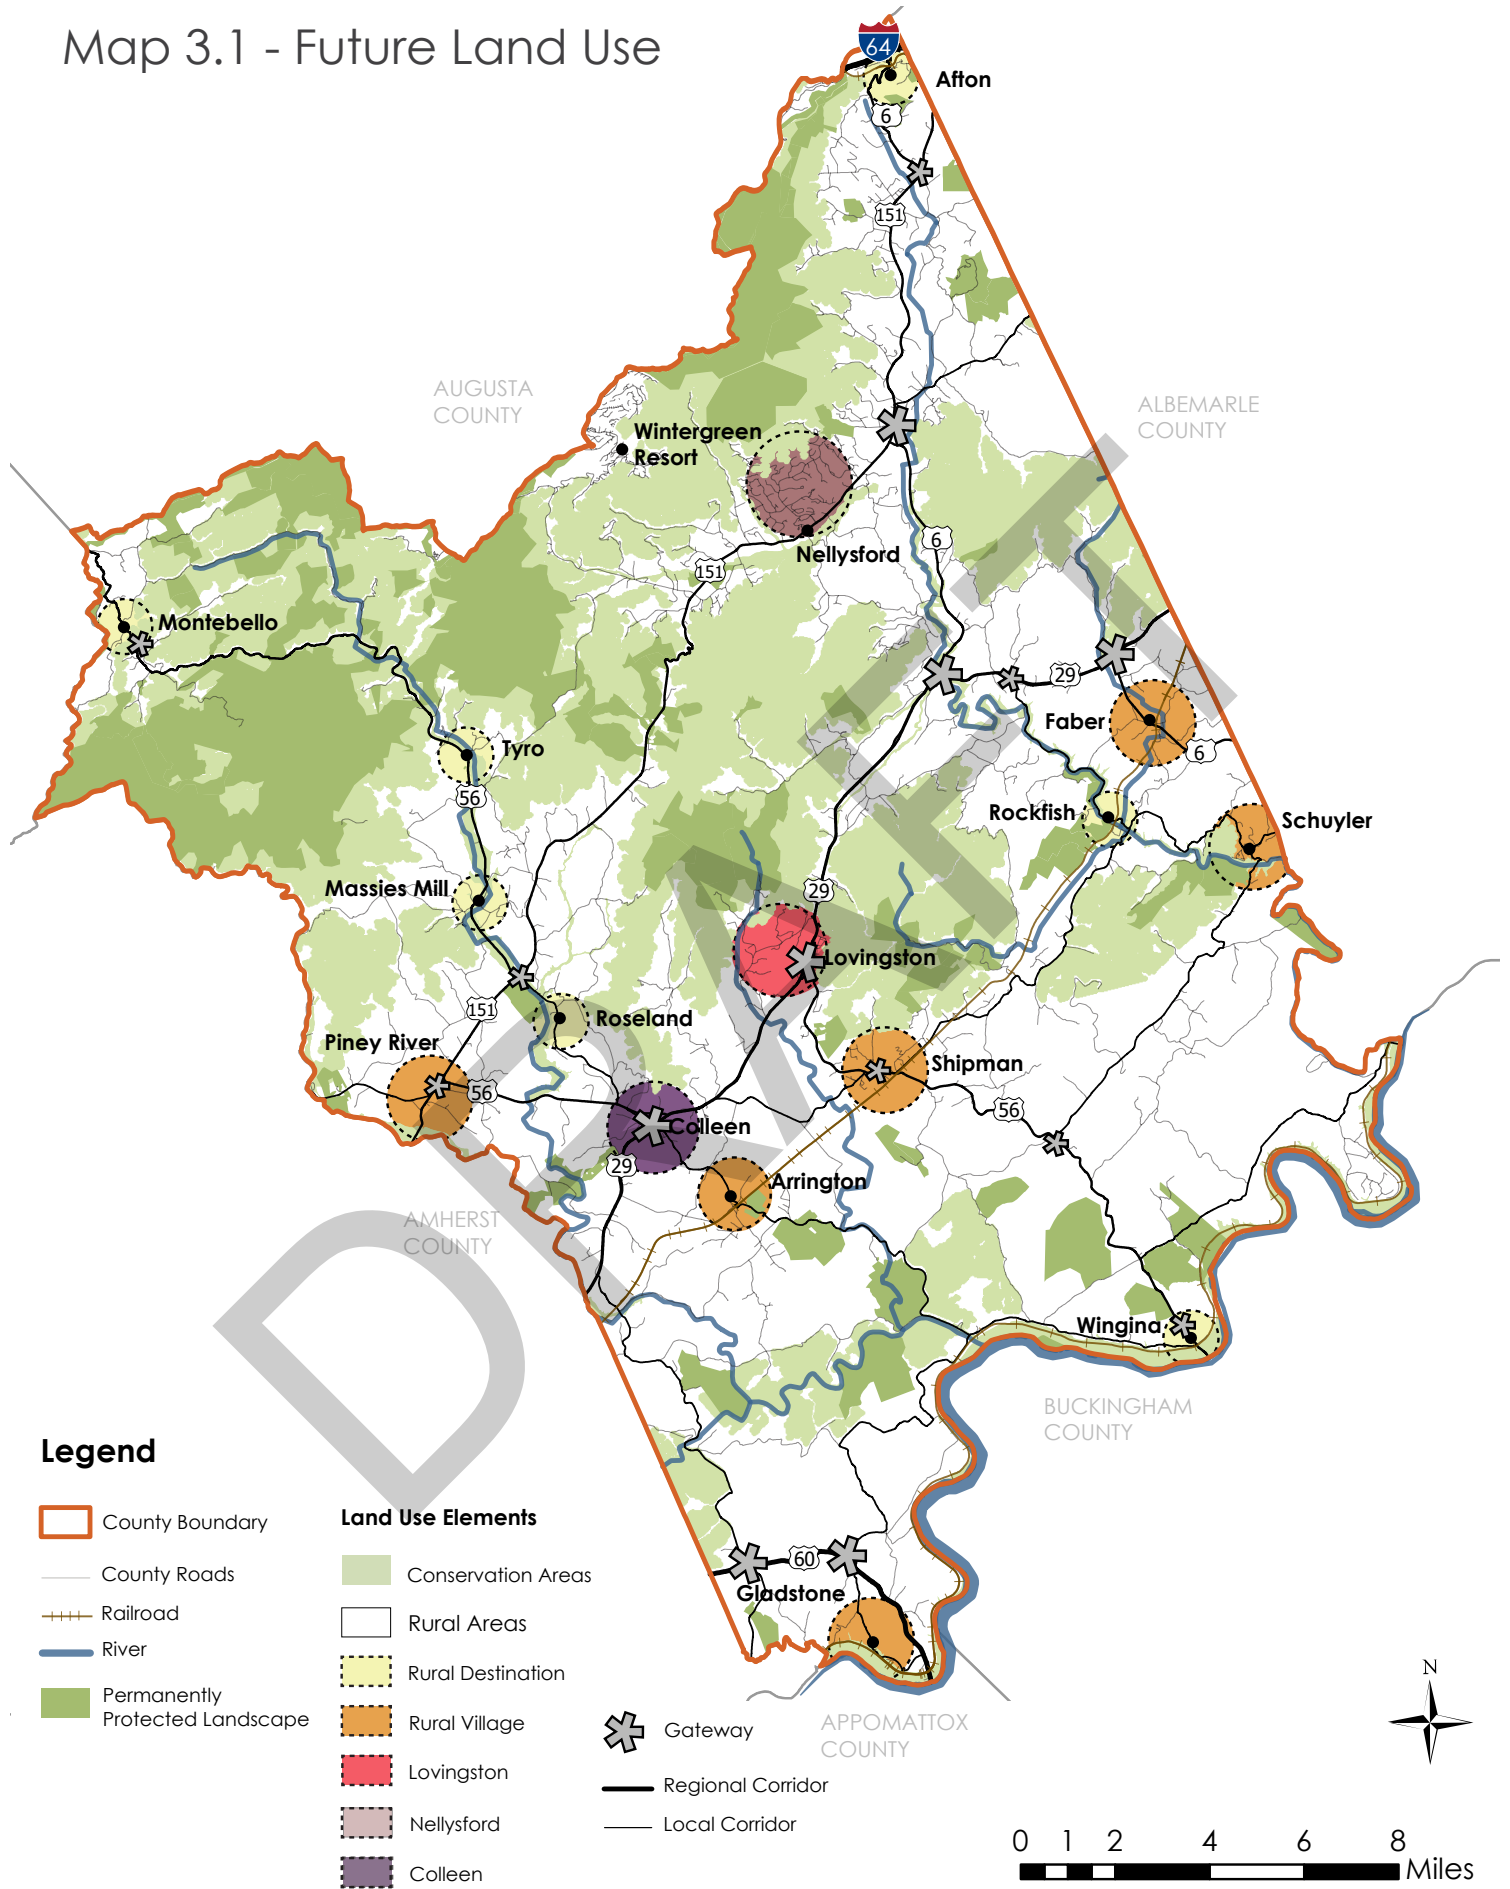 Map 3.1 - Future Land Use
64
Afton
6
151
AUGUSTA
COUNTY
ALBEMARLE
COUNTY
Wintergreen
Resort
Nellysford
6
151
Montebello
29
Faber
6
Tyro
56
Rockfish
Schuyler
Massies Mill
29
Lovingston
151
Roseland
Piney River
Shipman
56
56
Colleen
29
Arrington
AMHERST
COUNTY
Wingina
BUCKINGHAM
COUNTY
60
Gladstone
APPOMATTOX
COUNTY
DRAFT
Legend
County Boundary
County Roads
Railroad
River
Permanently
Protected Landscape
Land Use Elements
Conservation Areas
Rural Areas
Rural Destination
Rural Village
Lovingston
Nellysford
Colleen
Gateway
Regional Corridor
Local Corridor
N
0 1 2 4 6 8
Miles